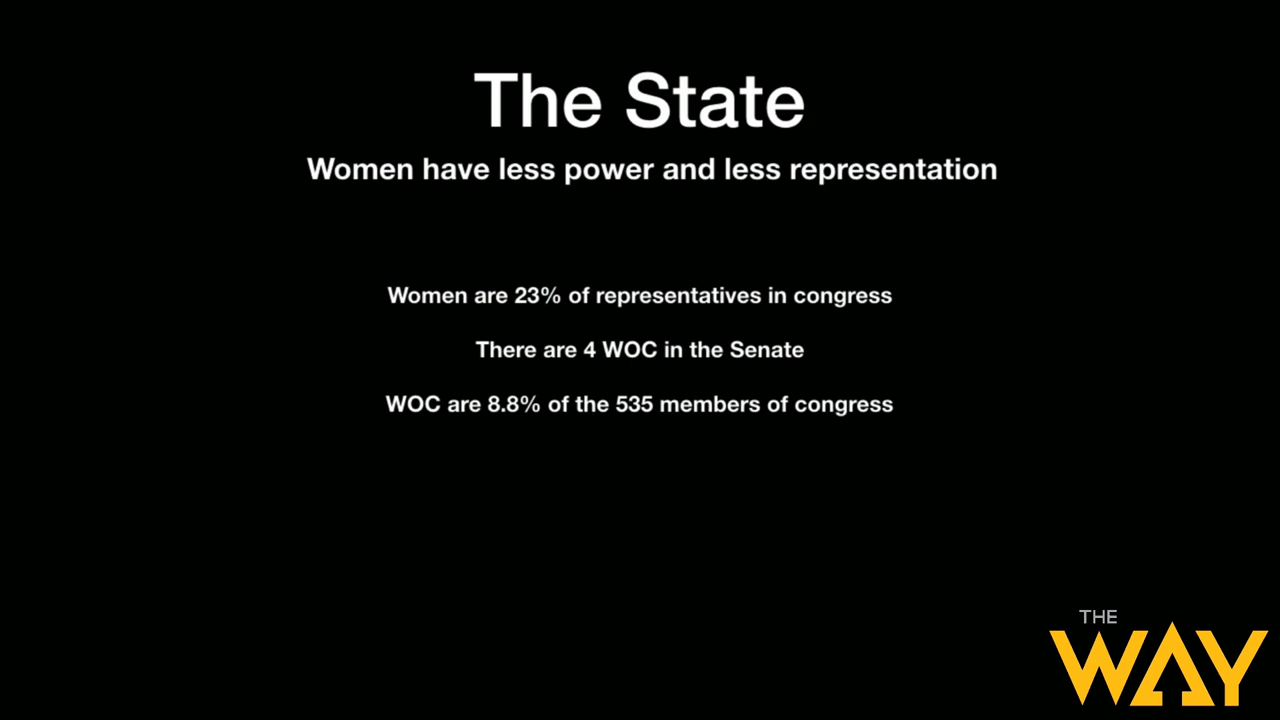 The State
Women have less power and less representation
Women are 23% of representatives in congress
There are 4 WOC in the Senate
WOC are 8.8% of the 535 members of congress
THE
WAY